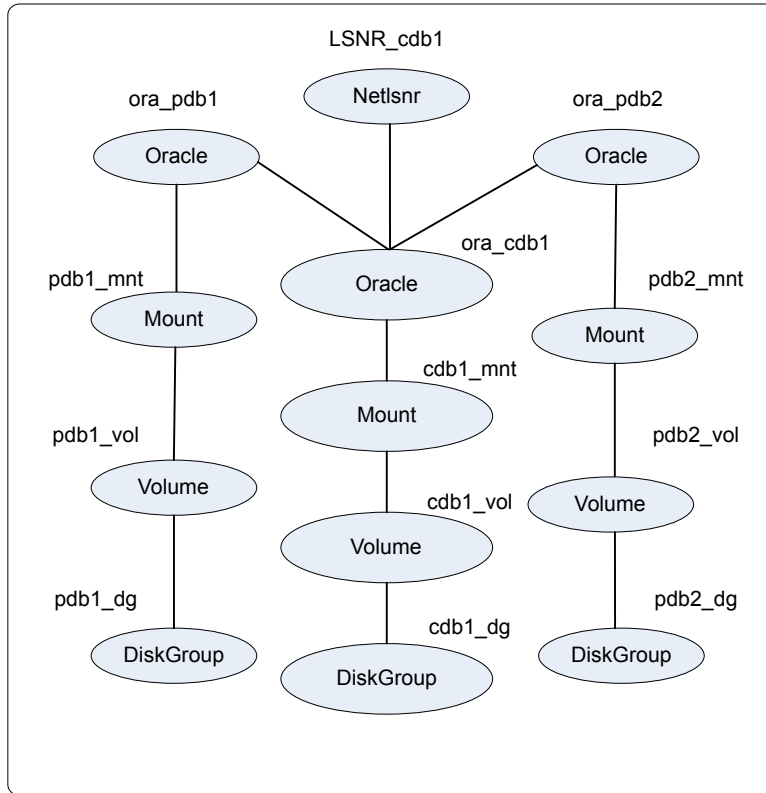 LSNR_cdb1
Netlsnr
ora_pdb1
ora_pdb2
Oracle
Oracle
ora_cdb1
Oracle
pdb1_mnt
pdb2_mnt
Mount
Mount
cdb1_mnt
Mount
pdb1_vol
pdb2_vol
Volume
cdb1_vol
Volume
Volume
pdb1_dg
pdb2_dg
cdb1_dg
DiskGroup
DiskGroup
DiskGroup